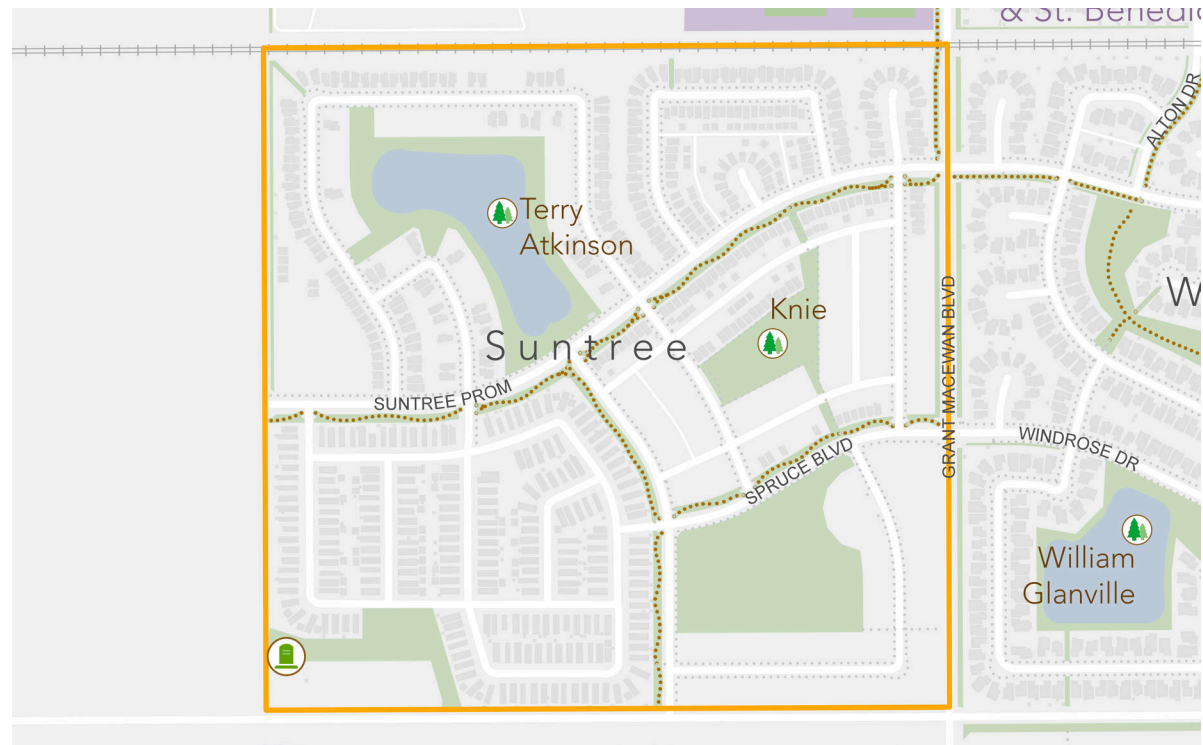 & St. Benedic
ALTON DR
Terry
Atkinson
Knie
W
Suntree
GRANT MACEWAN BLVD
SUNTREE PROM
WINDROSE DR
SPRUCE BLVD
William
Glanville